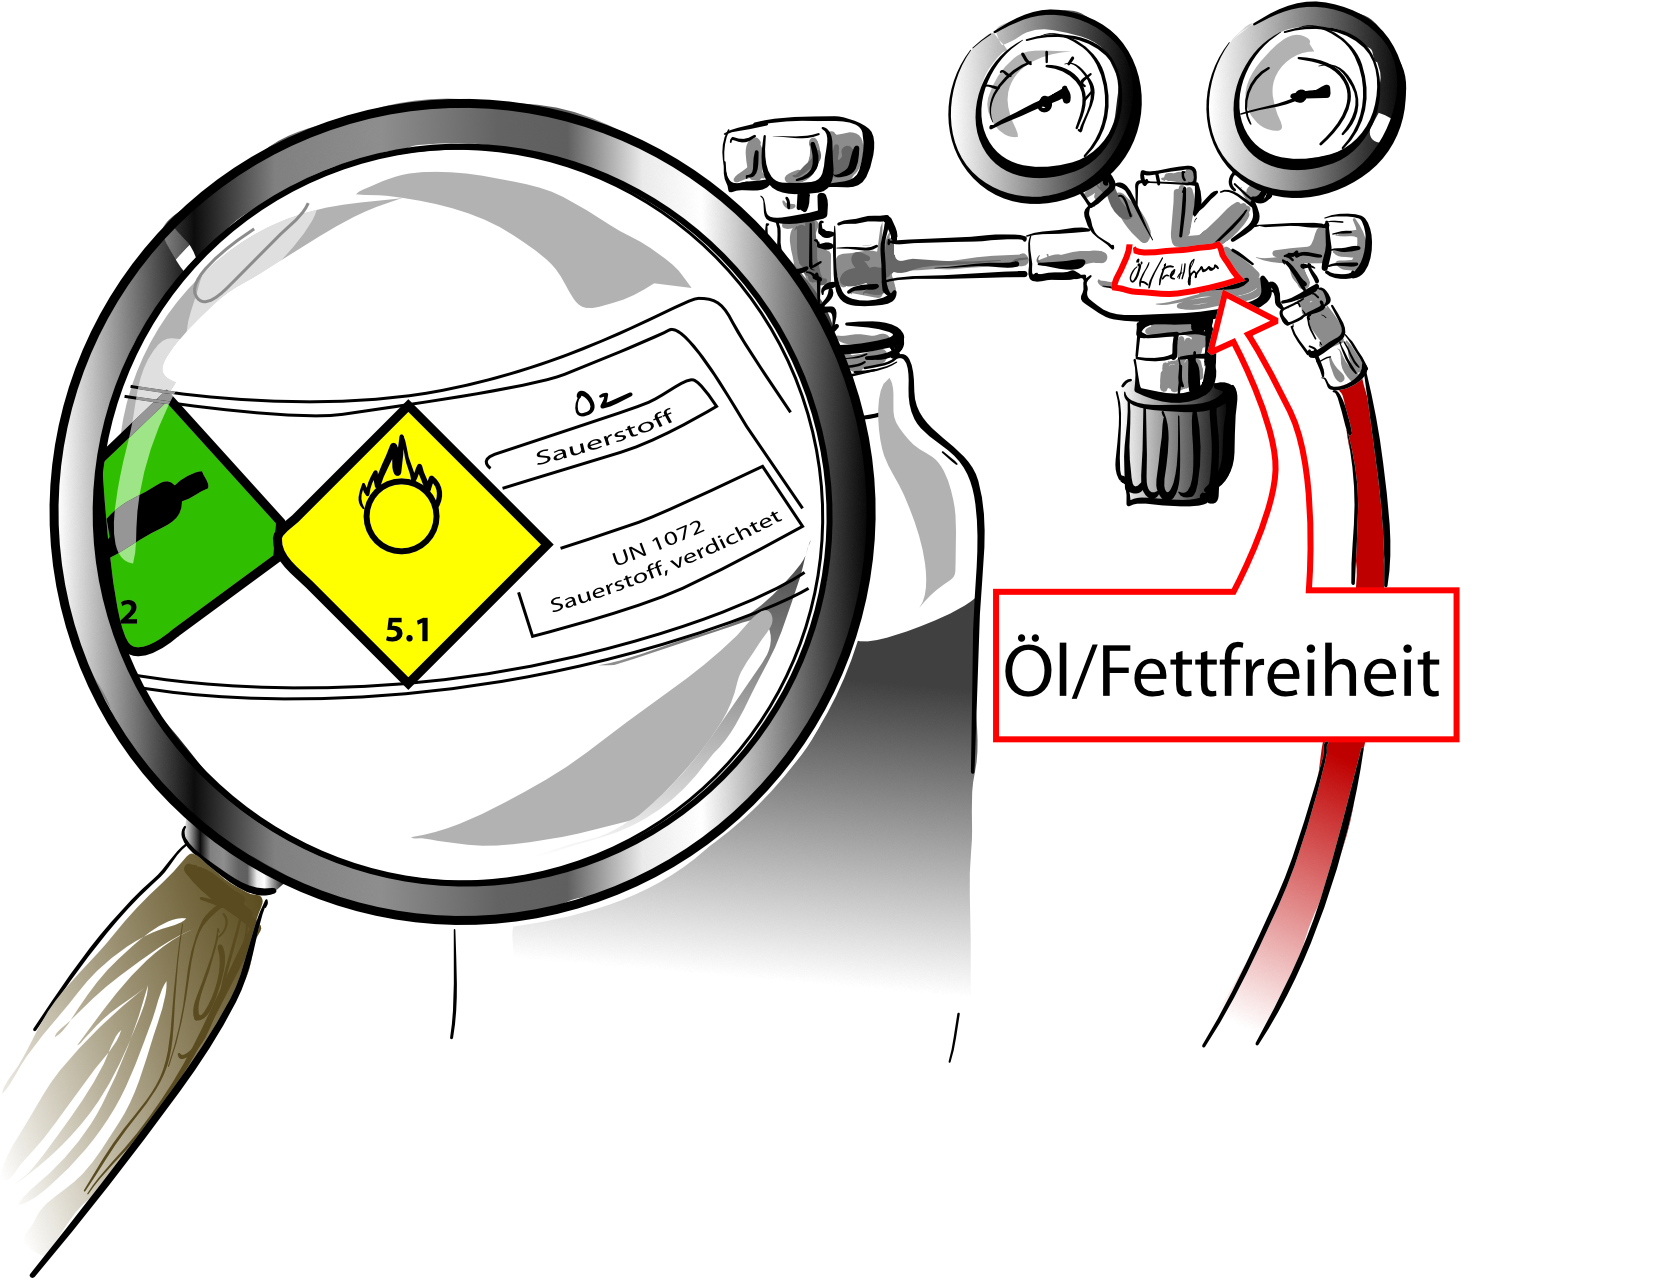 O2
Sauerstoff
UN 1072
Sauerstoff, verdichtet
2
5.1
Öl/Fettfrei
Öl/Fettfreiheit